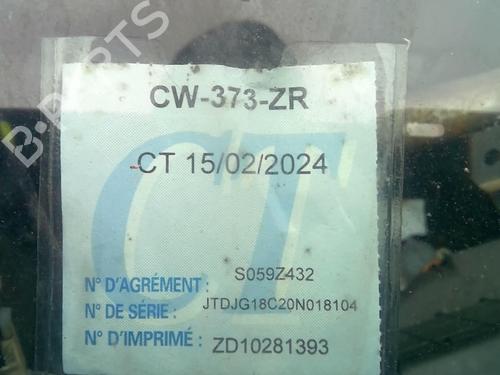 B-PARTS
CW-373-ZR
CT 15/02/2024
CT
N° D'AGRÉMENT : S059Z432
N° DE SÉRIE : JTDJG18C20N018104
N° D'IMPRIMÉ : ZD10281393